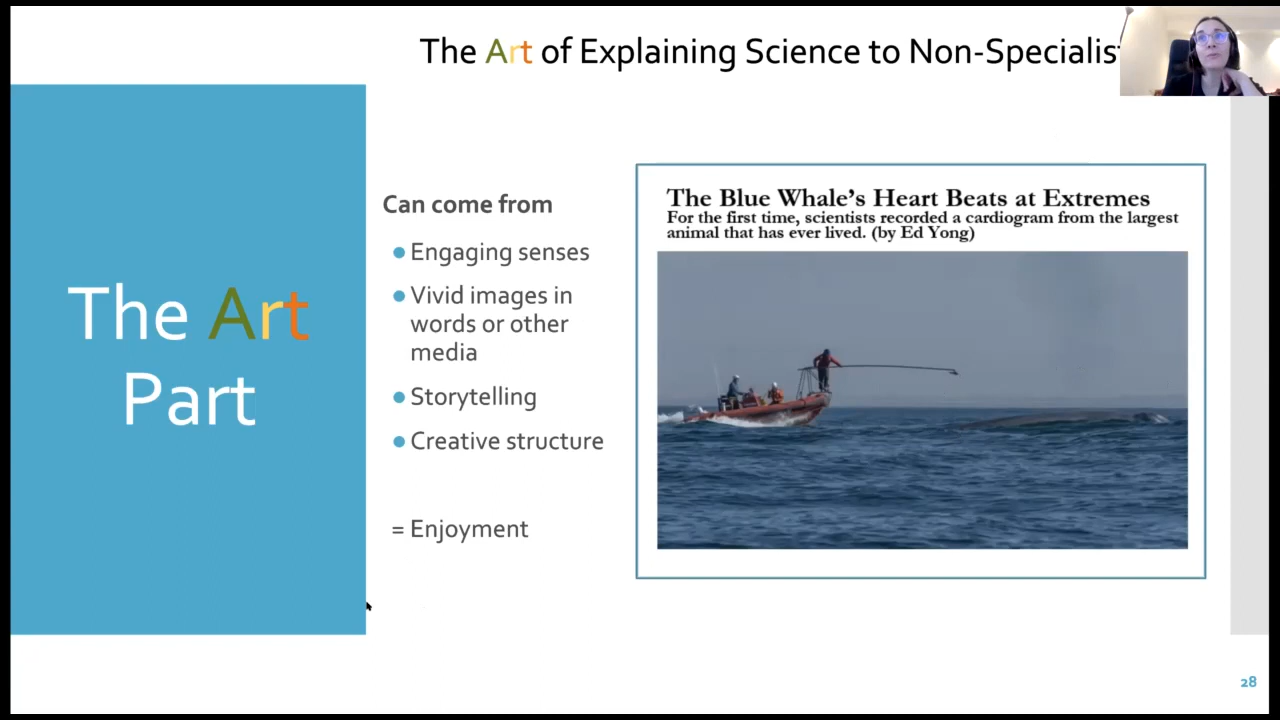 The Art of Explaining Science to Non-Specialis
The Art
Part
Can come from
Engaging senses
Vivid images in
words or other
media
Storytelling
Creative structure
= Enjoyment
The Blue Whale's Heart Beats at Extremes
For the first time, scientists recorded a cardiogram from the largest
animal that has ever lived. (by Ed Yong)
28